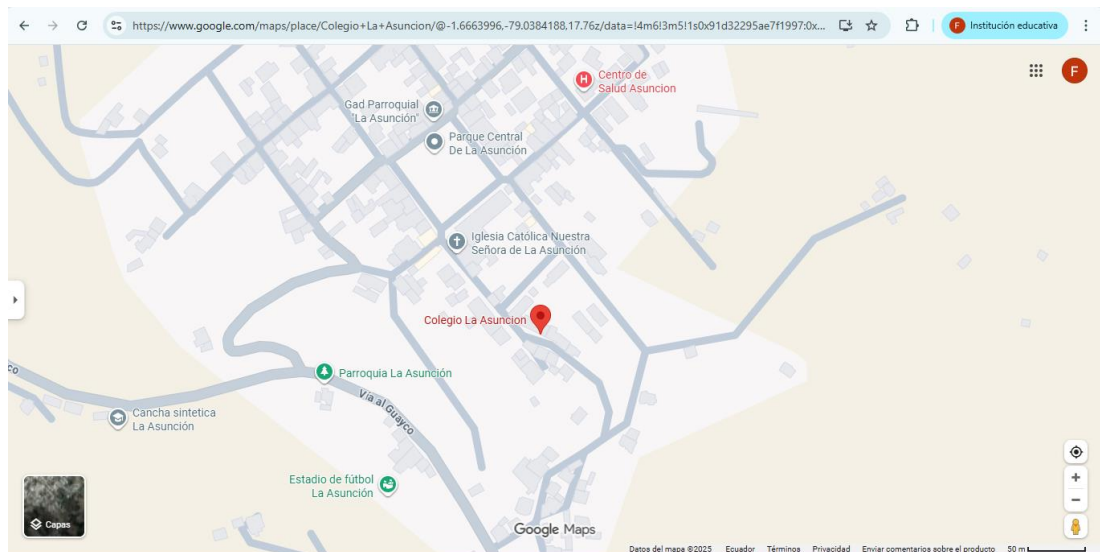 https://www.google.com/maps/place/Colegio+La+Asuncion/@-1.6663996,-79.0384188,17.76z/data=!4m6!3m5!1s0x91d32295ae7f1997:0x...
F Institución educativa
F
Centro de
Salud Asuncion
Gad Parroquial
"La Asunción"
Parque Central
De La Asunción
Iglesia Católica Nuestra
Señora de La Asunción
Colegio La Asuncion
Parroquia La Asunción
co
Vía al Guayco
Cancha sintetica
La Asunción
Estadio de fútbol
La Asunción
Capas
Google Maps
Datos del mapa ©2025 Ecuador Términos Privacidad Enviar comentarios sobre el producto 50 m